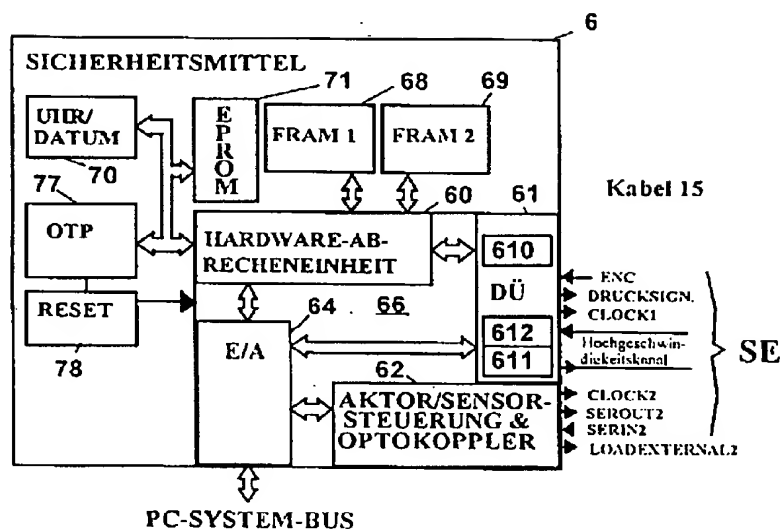 6
SICHERHEITSMITTEL
71
68
69
UHR/
DATUM
EPROM
FRAM 1
FRAM 2
70
77
60
61
Kabel 15
OTP
HARDWARE-AB-
RECHENEINHEIT
610
ENC
DÜ
DRUCKSIGN.
CLOCK1
RESET
64
66
612
Hochgeschwin-
digkeitskanal
SE
78
E/A
62
611
AKTOR/SENSOR-
STEUERUNG &
OPTOKOPPLER
CLOCK2
SEROUT2
SERIN2
LOADEXTERNAL2
PC-SYSTEM-BUS